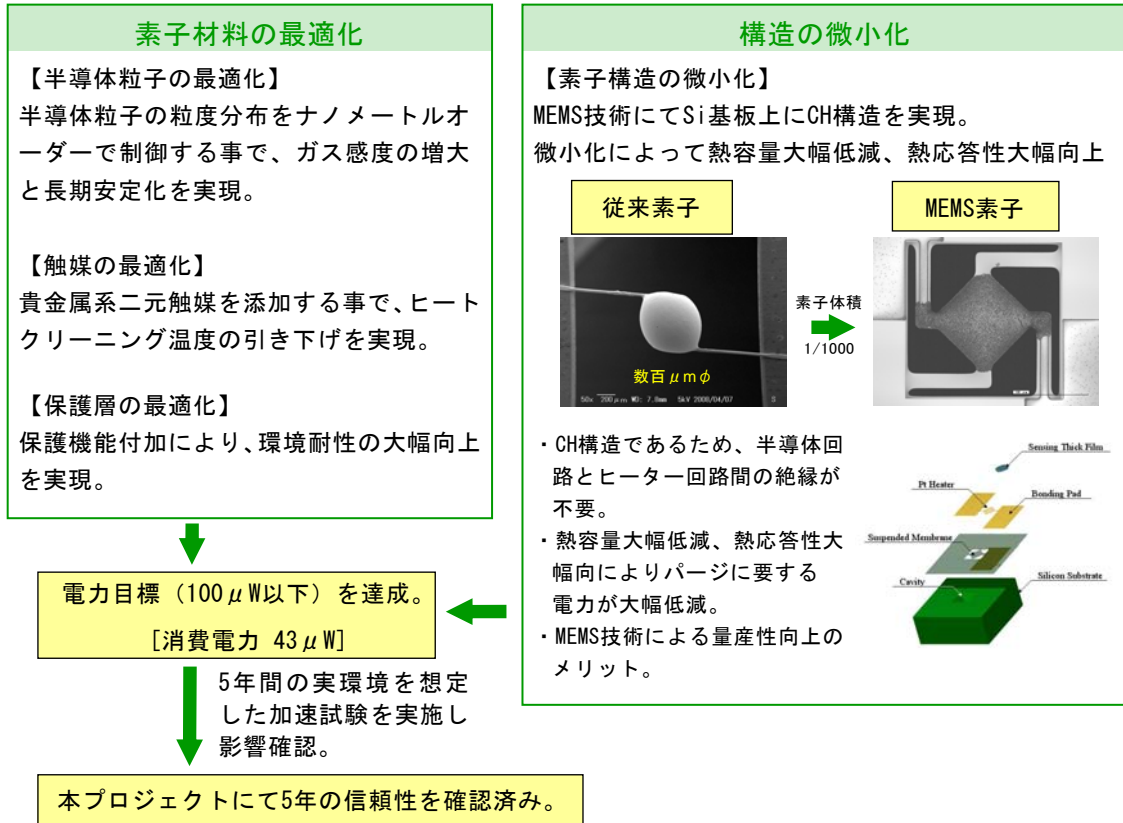 素子材料の最適化
【半導体粒子の最適化】
半導体粒子の粒度分布をナノメートルオ
ーダーで制御する事で、ガス感度の増大
と長期安定化を実現。
【触媒の最適化】
貴金属系二元触媒を添加する事で、ヒート
クリーニング温度の引き下げを実現。
【保護層の最適化】
保護機能付加により、環境耐性の大幅向上
を実現。
構造の微小化
【素子構造の微小化】
MEMS技術にてSi基板上にCH構造を実現。
微小化によって熱容量大幅低減、熱応答性大幅向上
従来素子
MEMS素子
数百μmφ
50x 200μm WD: 7.8mm 5kV 2008/04/07 S
素子体積
1/1000
・CH構造であるため、半導体回
路とヒーター回路間の絶縁が
不要。
・熱容量大幅低減、熱応答性大
幅向によりパージに要する
電力が大幅低減。
・MEMS技術による量産性向上の
メリット。
Sensing Thick Film
Pt Heater
Bonding Pad
Suspended Membrane
Cavity
Silicon Substrate
電力目標（100μW以下）を達成。
[消費電力 43μW]
5年間の実環境を想定
した加速試験を実施し
影響確認。
本プロジェクトにて5年の信頼性を確認済み。